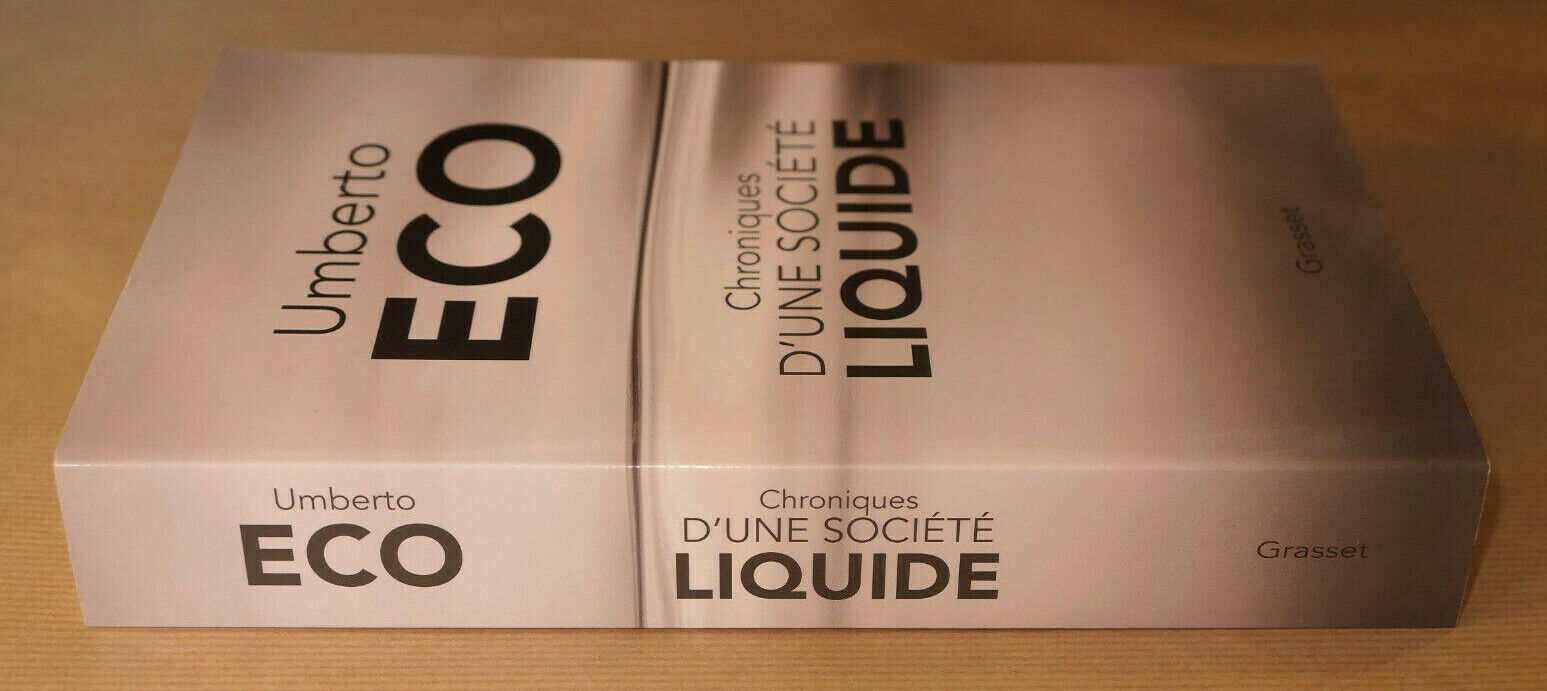 Umberto
ECO
Chroniques
D'UNE SOCIÉTÉ
LIQUIDE
Grasset
Umberto
ECO
Chroniques
D'UNE SOCIÉTÉ
LIQUIDE
Grasset